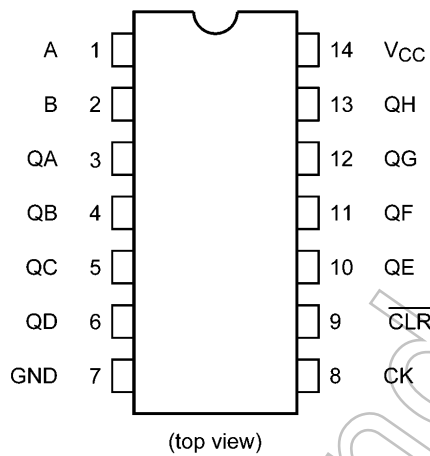 A 1 14 VCC
B 2 13 QH
QA 3 12 QG
QB 4 11 QF
QC 5 10 QE
QD 6 9 CLR
GND 7 8 CK
(top view)